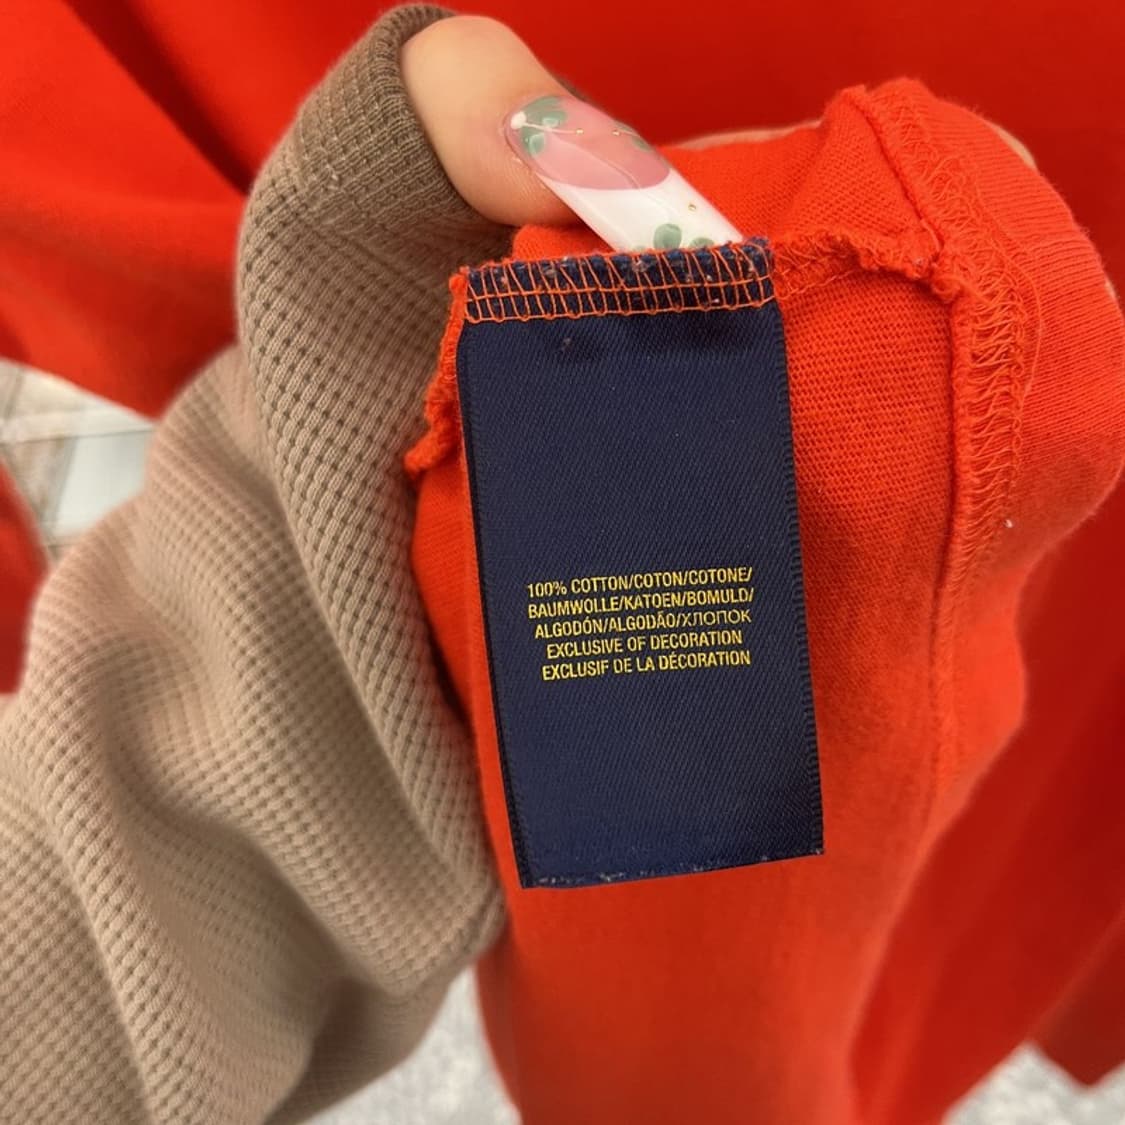 100% COTTON/COTON/COTONE/
BAUMWOLLE/KATOEN/BOMULD/
ALGODÓN/ALGODÃO/ХЛОПОК
EXCLUSIVE OF DECORATION
EXCLUSIF DE LA DÉCORATION